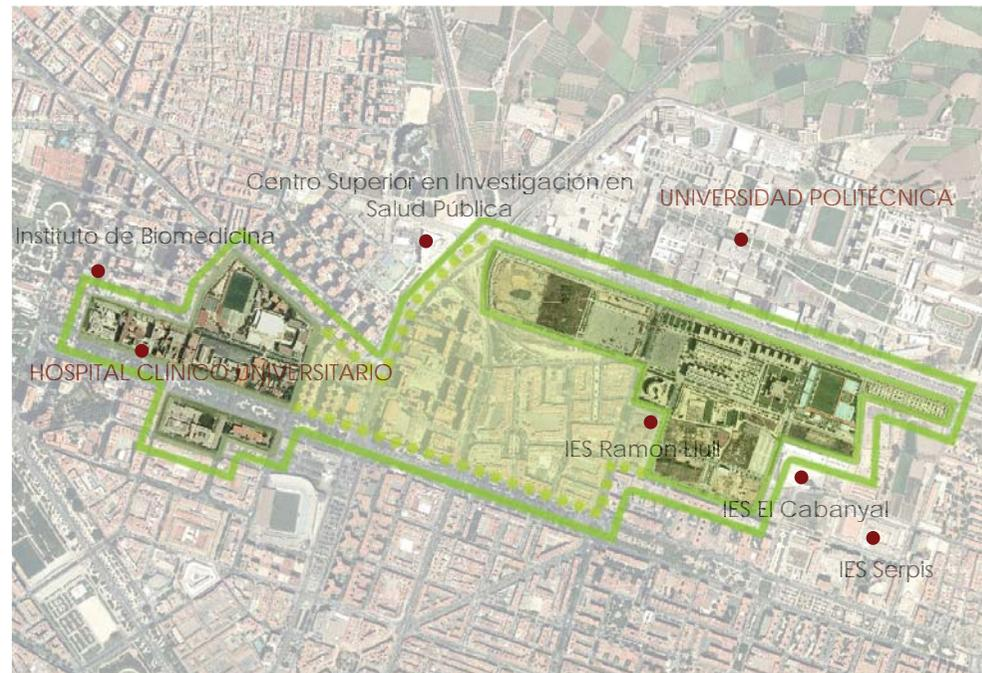 Centro Superior en Investigación en
Salud Pública
UNIVERSIDAD POLITÉCNICA
Instituto de Biomedicina
HOSPITAL CLÍNICO UNIVERSITARIO
IES Ramon Llull
IES El Cabanyal
IES Serpis